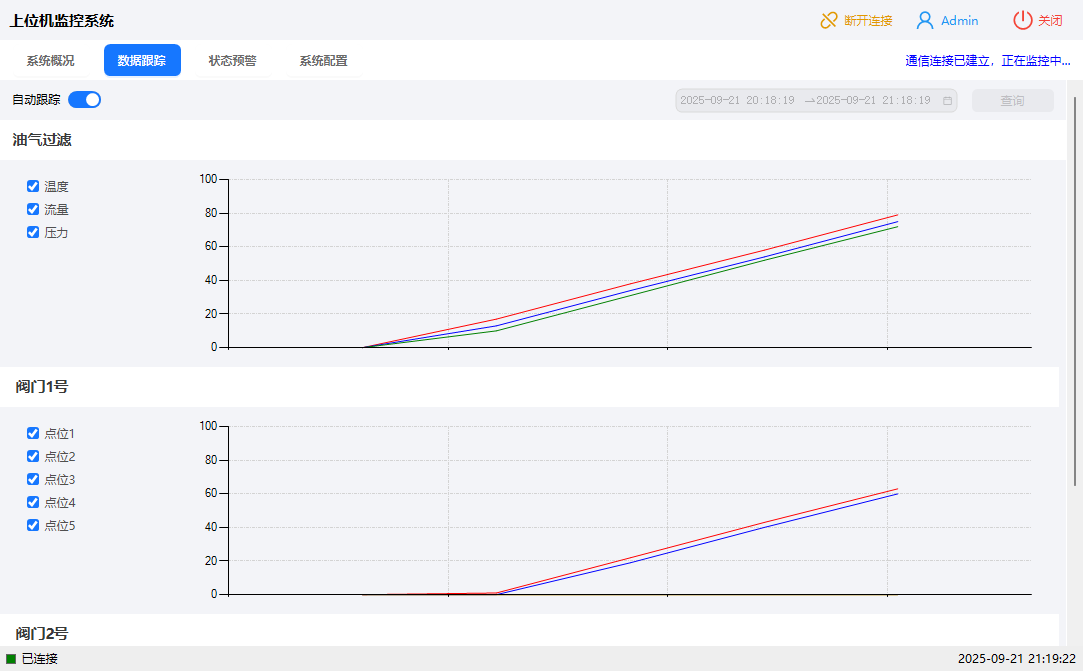 上位机监控系统 断开连接 Admin 关闭
系统概况 数据跟踪 状态预警 系统配置 通信连接已建立，正在监控中...
自动跟踪 2025-09-21 20:18:19 →2025-09-21 21:18:19 查询
油气过滤
温度
流量
压力
100
80
60
40
20
0
阀门1号
点位1
点位2
点位3
点位4
点位5
100
80
60
40
20
0
阀门2号
已连接 2025-09-21 21:19:22